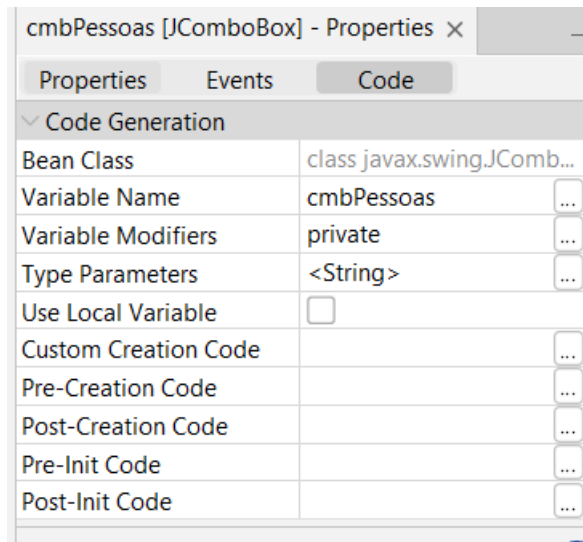 cmbPessoas [JComboBox] - Properties ×
Properties Events Code
Code Generation
Bean Class class javax.swing.JComb...
Variable Name cmbPessoas ...
Variable Modifiers private ...
Type Parameters <String> ...
Use Local Variable
Custom Creation Code ...
Pre-Creation Code ...
Post-Creation Code ...
Pre-Init Code ...
Post-Init Code ...